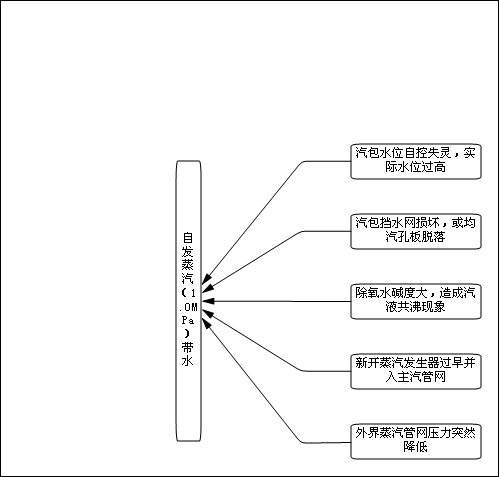 汽包水位自控失灵，实
际水位过高
汽包挡水网损坏，或均
汽孔板脱落
除氧水碱度大，造成汽
液共沸现象
新开蒸汽发生器过早并
入主汽管网
外界蒸汽管网压力突然
降低
自
发
蒸
汽
(1
.0M
Pa
)
带
水